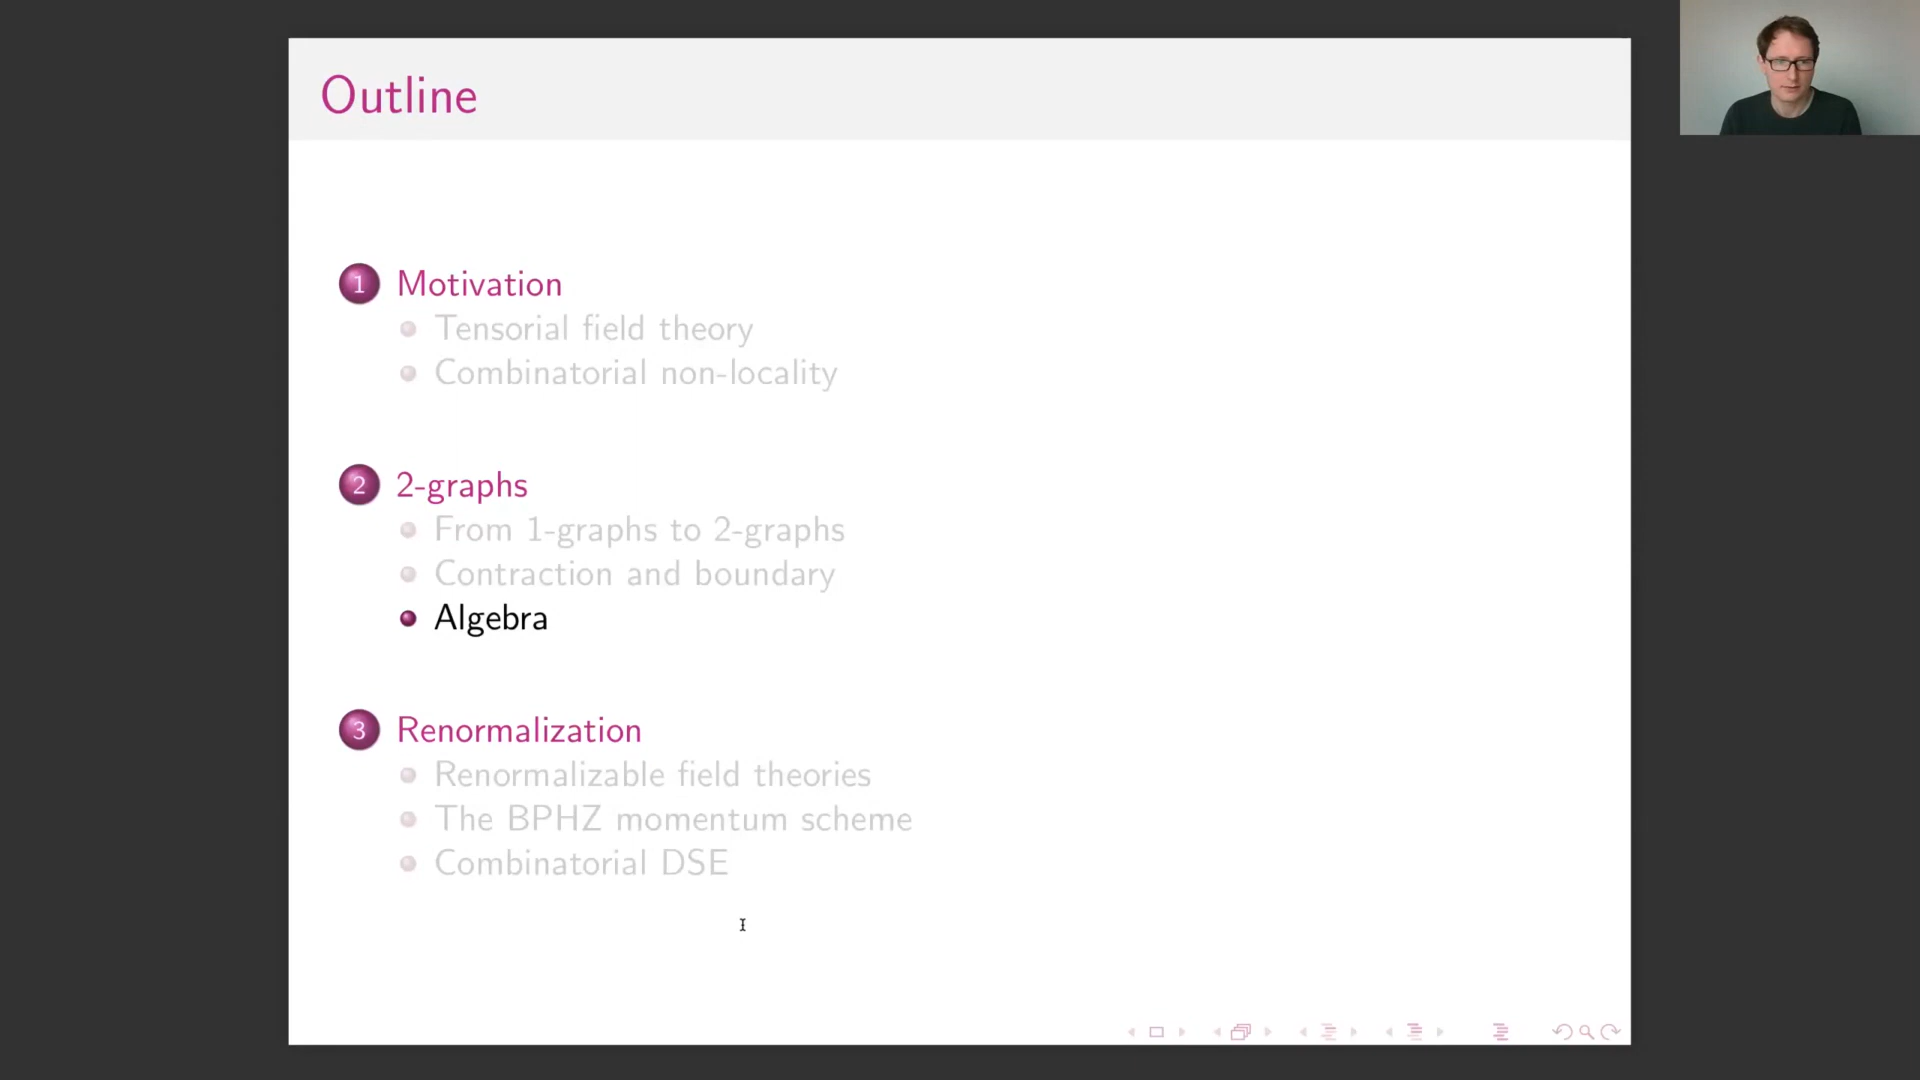 Outline
1 Motivation
Tensorial field theory
Combinatorial non-locality
2 2-graphs
From 1-graphs to 2-graphs
Contraction and boundary
Algebra
3 Renormalization
Renormalizable field theories
The BPHZ momentum scheme
Combinatorial DSE